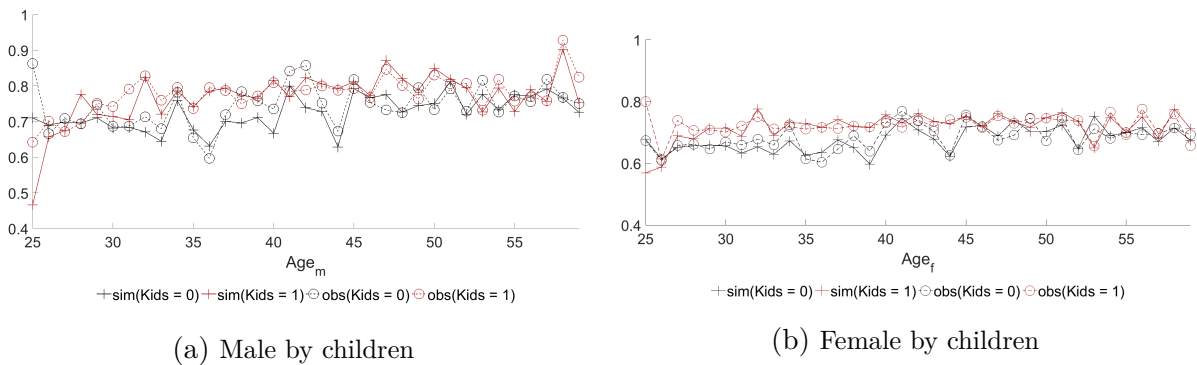 1
0.9
0.8
0.7
0.6
0.5
0.4
25 30 35 40 45 50 55
Age_m
sim(Kids = 0) sim(Kids = 1) obs(Kids = 0) obs(Kids = 1)
(a) Male by children
1
0.8
0.6
0.4
25 30 35 40 45 50 55
Age_f
sim(Kids = 0) sim(Kids = 1) obs(Kids = 0) obs(Kids = 1)
(b) Female by children